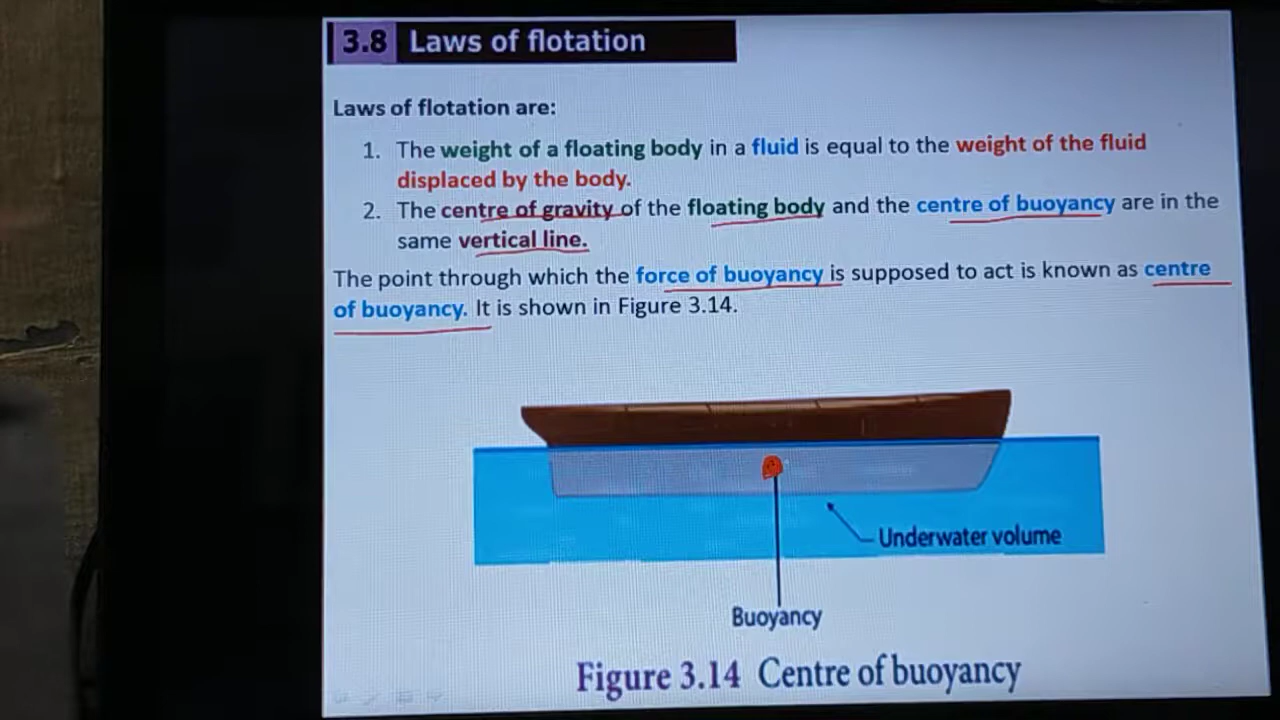 3.8 Laws of flotation
Laws of flotation are:
1. The weight of a floating body in a fluid is equal to the weight of the fluid
displaced by the body.
2. The centre of gravity of the floating body and the centre of buoyancy are in the
same vertical line.
The point through which the force of buoyancy is supposed to act is known as centre
of buoyancy. It is shown in Figure 3.14.
Underwater volume
Buoyancy
Figure 3.14 Centre of buoyancy